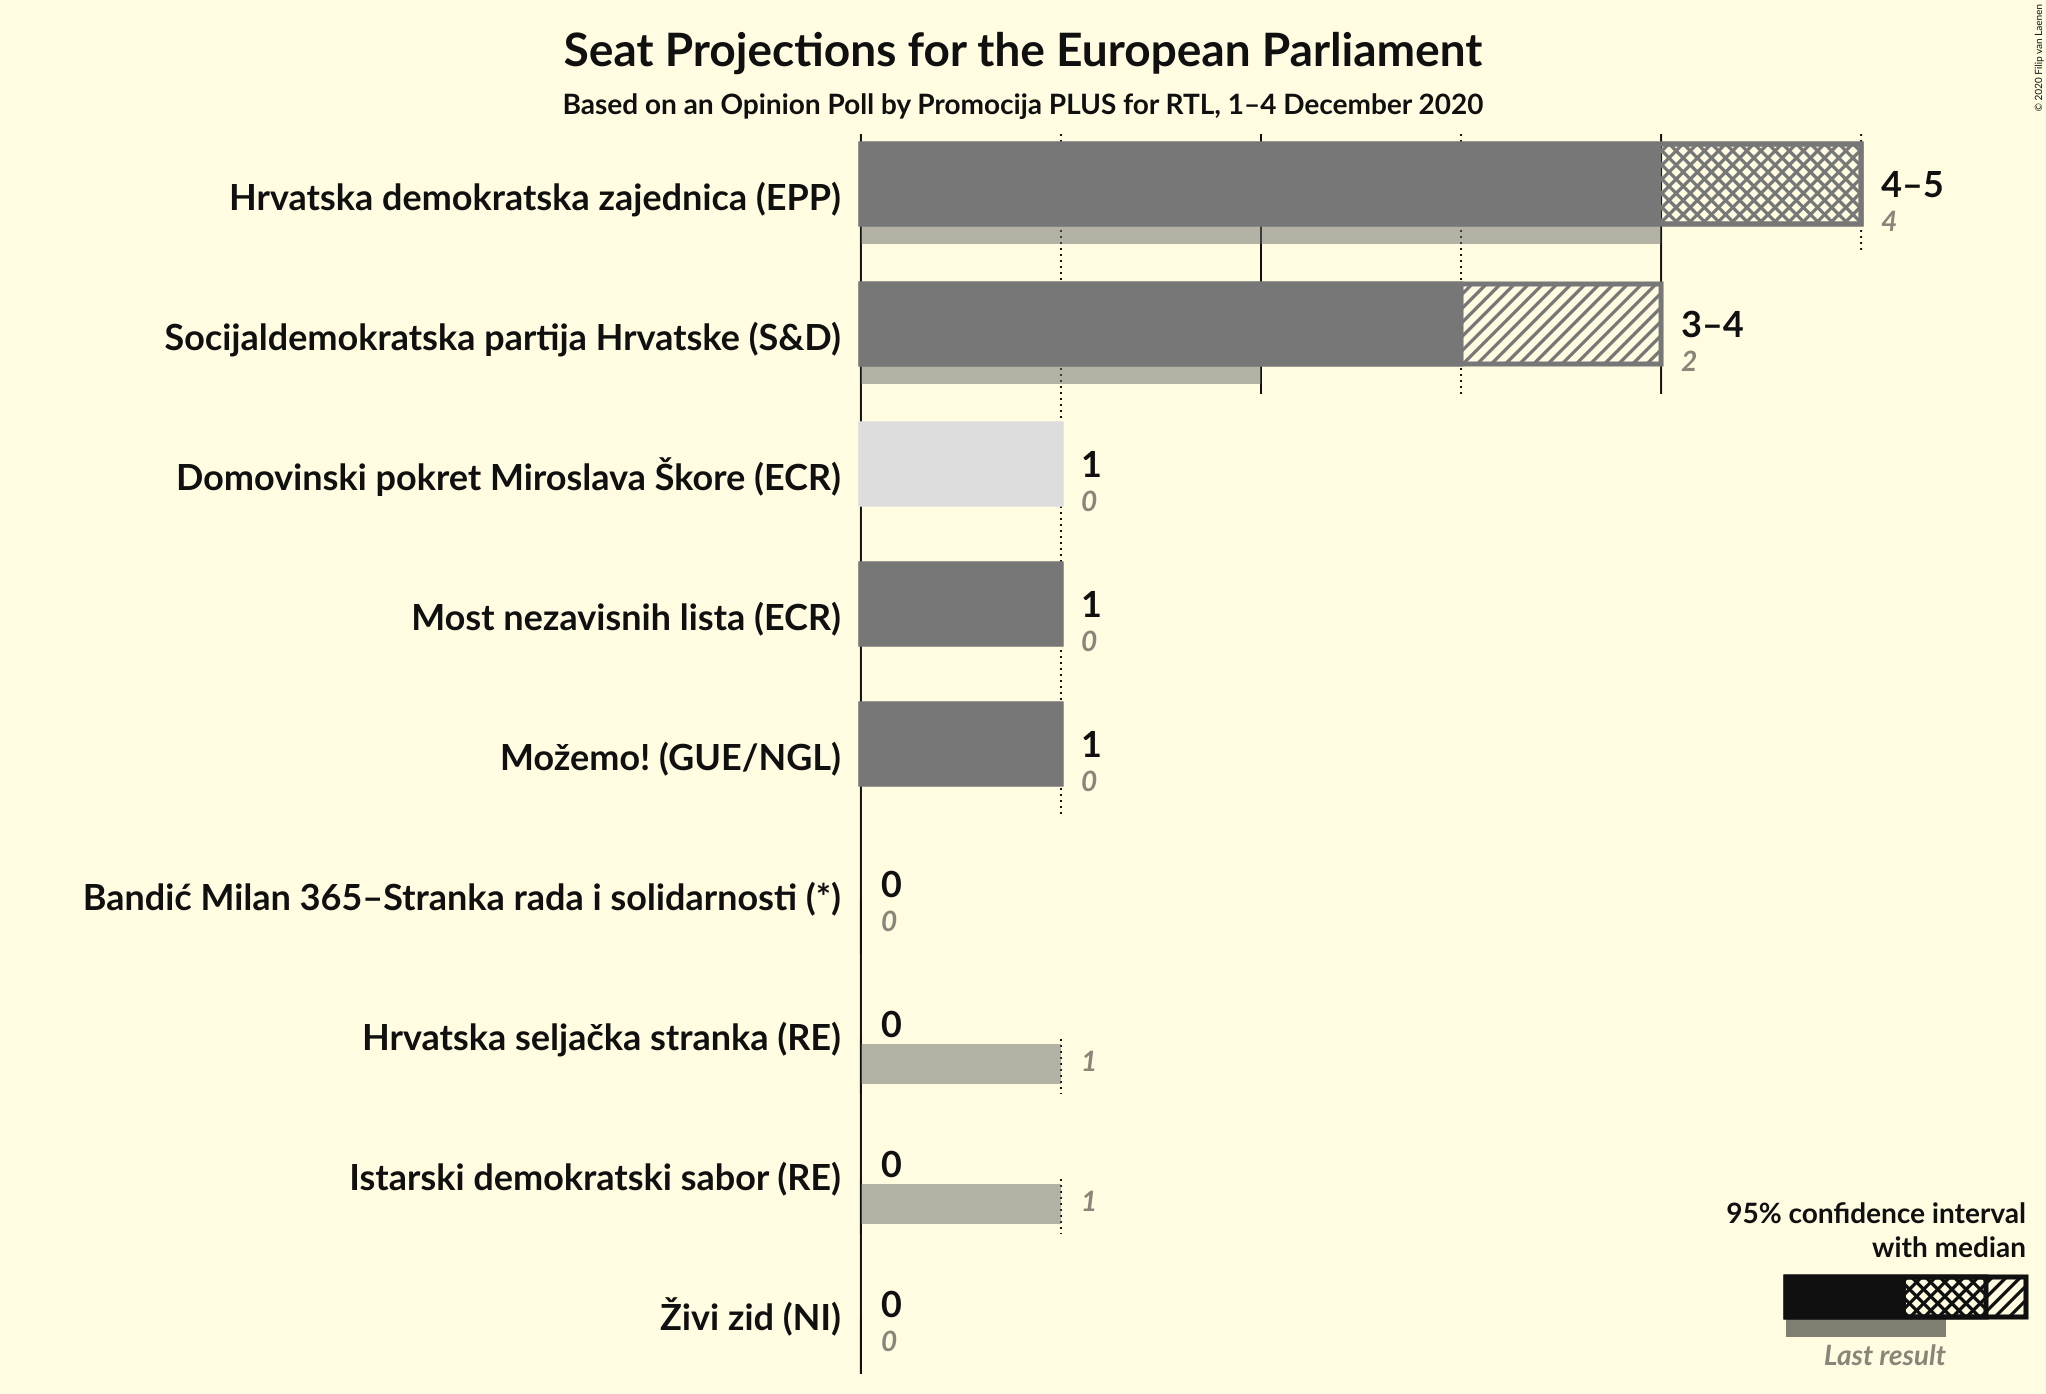 Seat Projections for the European Parliament
Based on an Opinion Poll by Promocija PLUS for RTL, 1–4 December 2020
© 2020 Filip van Laenen
Hrvatska demokratska zajednica (EPP)
4–5
4
Socijaldemokratska partija Hrvatske (S&D)
3–4
2
Domovinski pokret Miroslava Škore (ECR)
1
0
Most nezavisnih lista (ECR)
1
0
Možemo! (GUE/NGL)
1
0
Bandić Milan 365–Stranka rada i solidarnosti (*)
0
0
Hrvatska seljačka stranka (RE)
0
1
Istarski demokratski sabor (RE)
0
1
Živi zid (NI)
0
0
95% confidence interval
with median
Last result